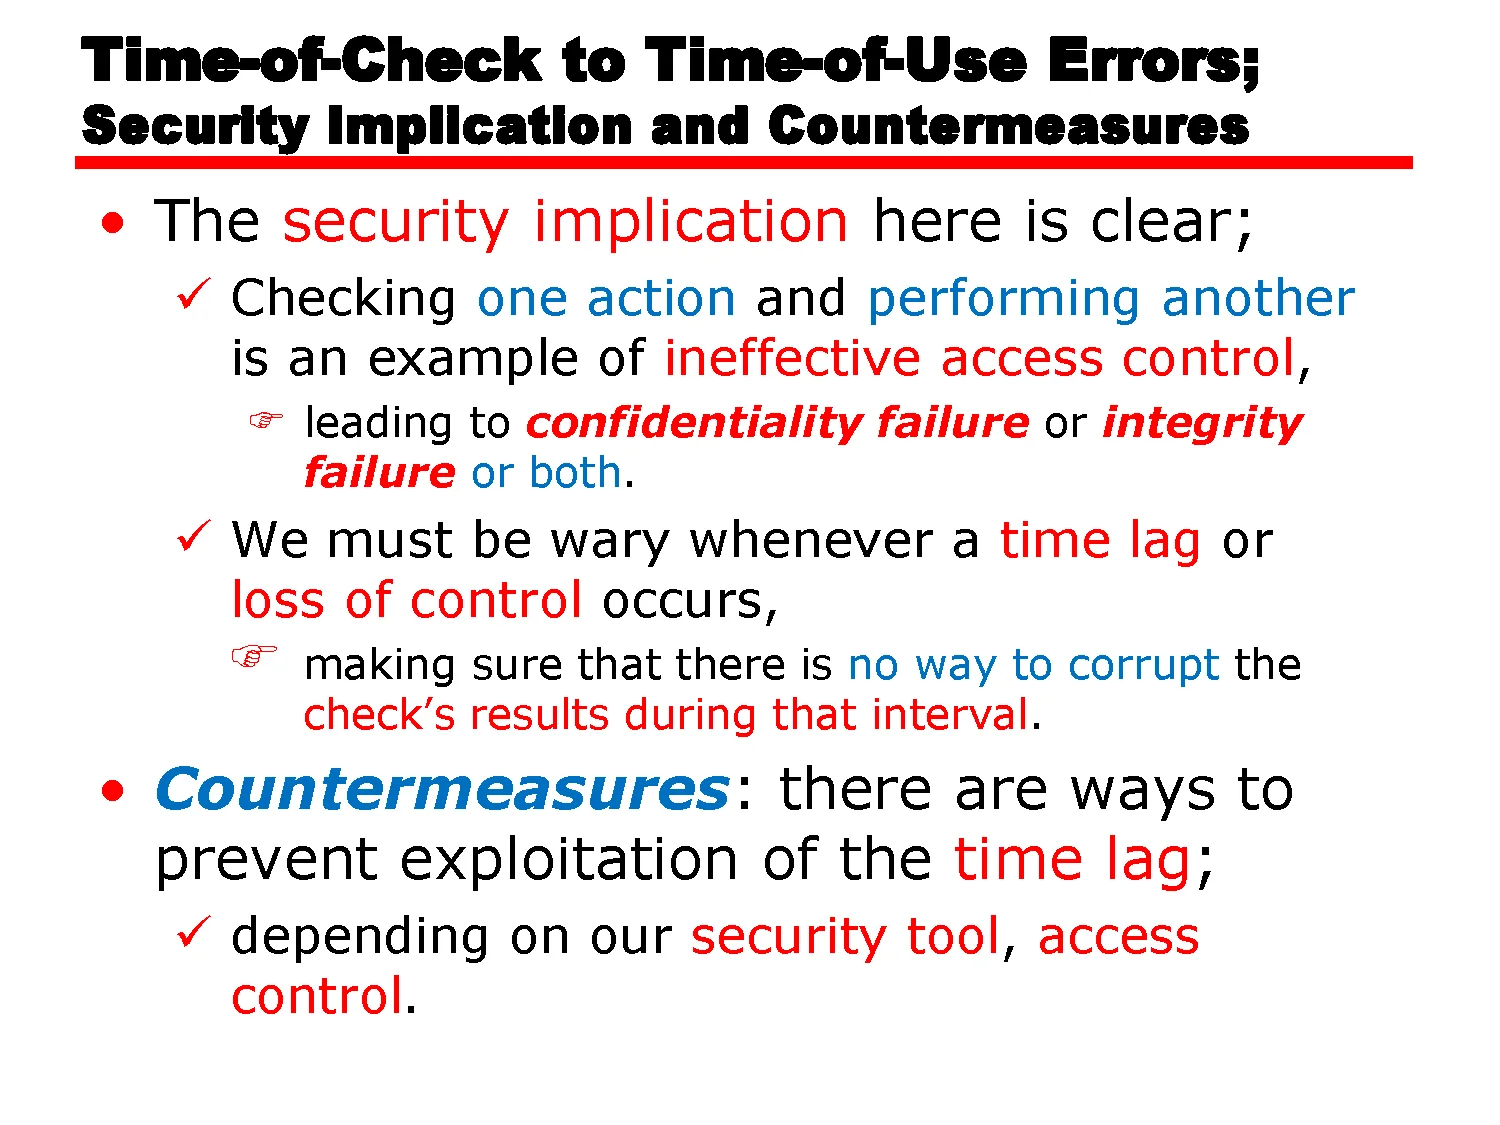 Time-of-Check to Time-of-Use Errors;
Security Implication and Countermeasures
• The security implication here is clear;
✓ Checking one action and performing another
is an example of ineffective access control,
☞ leading to confidentiality failure or integrity
failure or both.
✓ We must be wary whenever a time lag or
loss of control occurs,
☞ making sure that there is no way to corrupt the
check’s results during that interval.
• Countermeasures: there are ways to
prevent exploitation of the time lag;
✓ depending on our security tool, access
control.